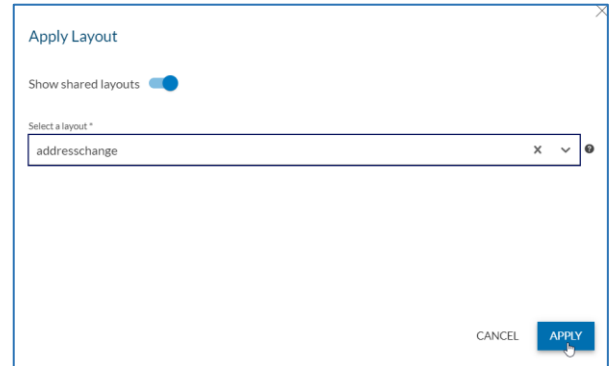 Apply Layout
Show shared layouts
Select a layout *
addresschange
CANCEL APPLY